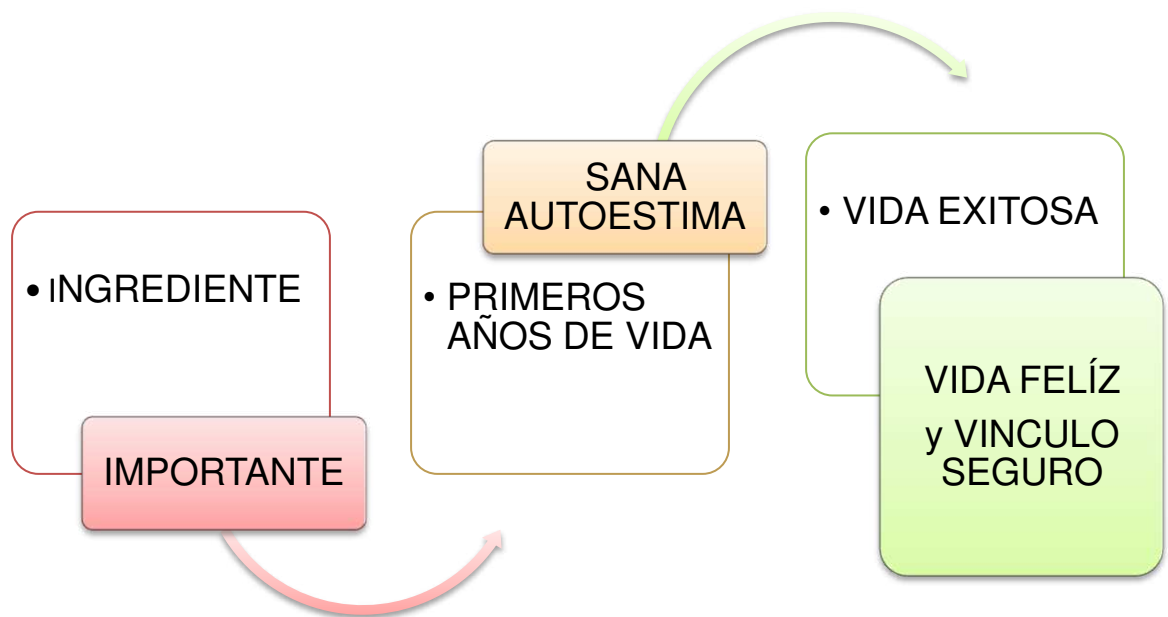 • INGREDIENTE
IMPORTANTE
SANA
AUTOESTIMA
• PRIMEROS
AÑOS DE VIDA
• VIDA EXITOSA
VIDA FELÍZ
y VINCULO
SEGURO